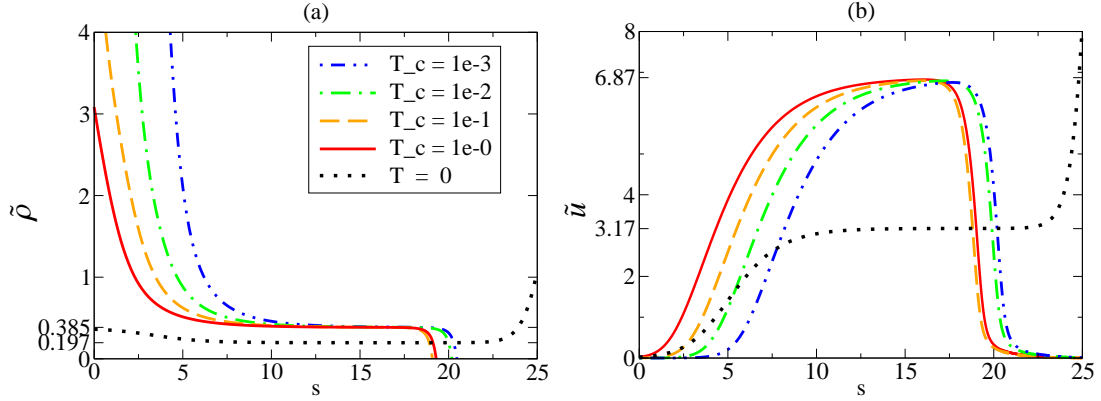 (a)
(b)
4
3
2
1
0.385
0.197
0
ρ̃
T_c = 1e-3
T_c = 1e-2
T_c = 1e-1
T_c = 1e-0
T = 0
0 5 10 15 20 25
s
8
6.87
4
3.17
2
0
ũ
0 5 10 15 20 25
s